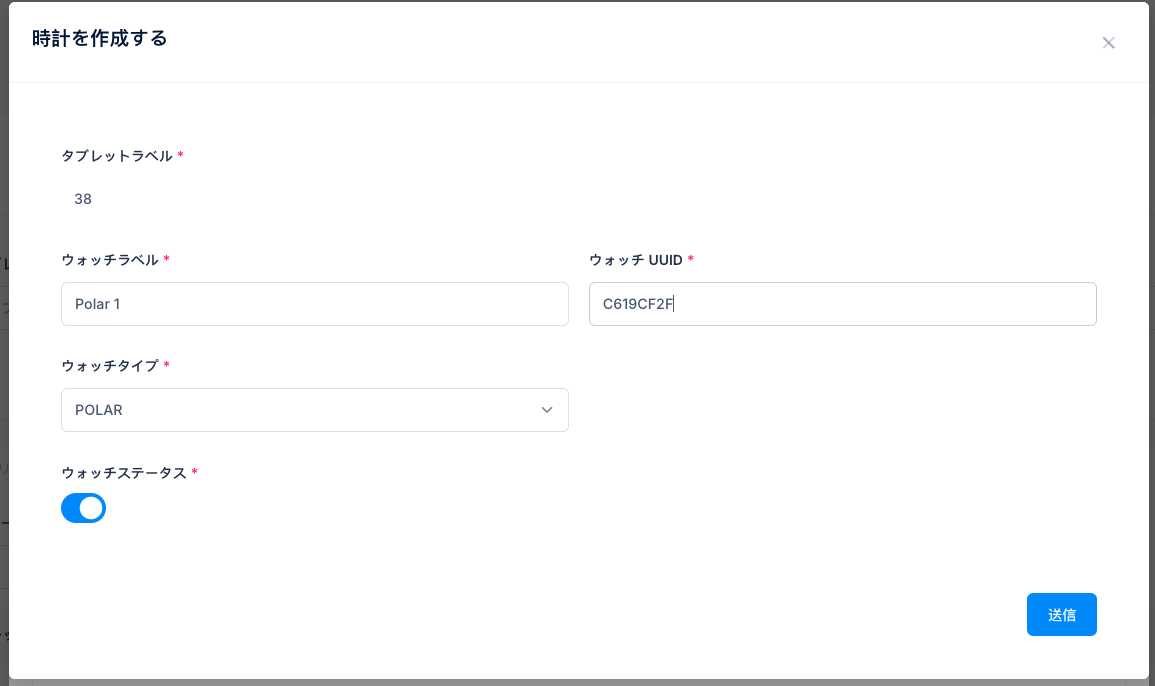 時計を作成する
タブレットラベル *
38
ウォッチラベル *
ウォッチ UUID *
Polar 1
C619CF2F
ウォッチタイプ *
POLAR
ウォッチステータス *
送信